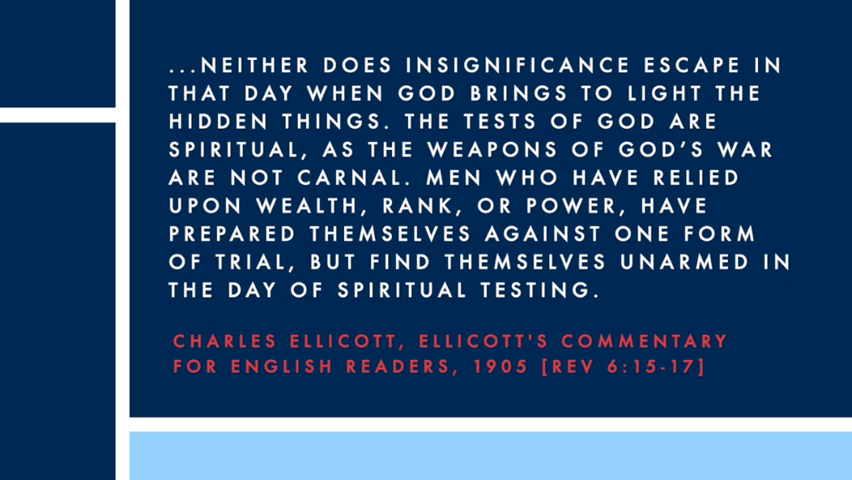 ...NEITHER DOES INSIGNIFICANCE ESCAPE IN
THAT DAY WHEN GOD BRINGS TO LIGHT THE
HIDDEN THINGS. THE TESTS OF GOD ARE
SPIRITUAL, AS THE WEAPONS OF GOD’S WAR
ARE NOT CARNAL. MEN WHO HAVE RELIED
UPON WEALTH, RANK, OR POWER, HAVE
PREPARED THEMSELVES AGAINST ONE FORM
OF TRIAL, BUT FIND THEMSELVES UNARMED IN
THE DAY OF SPIRITUAL TESTING.
CHARLES ELLICOTT, ELLICOTT'S COMMENTARY
FOR ENGLISH READERS, 1905 [REV 6:15-17]